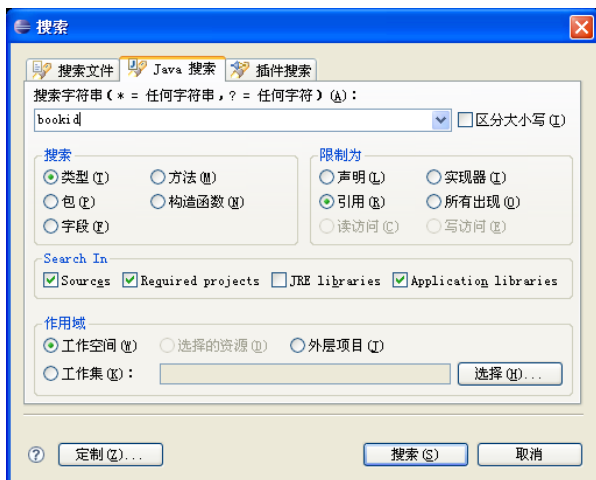 搜索
搜索文件 Java 搜索 插件搜索
搜索字符串(* = 任何字符串,? = 任何字符)(A):
bookid 区分大小写(I)
搜索 限制为
类型(T) 方法(M) 声明(L) 实现器(I)
包(P) 构造函数(N) 引用(R) 所有出现(O)
字段(F) 读访问(C) 写访问(E)
Search In
Sources Required projects JRE libraries Application libraries
作用域
工作空间(W) 选择的资源(D) 外层项目(J)
工作集(K): 选择(H)...
? 定制(Z)... 搜索(S) 取消